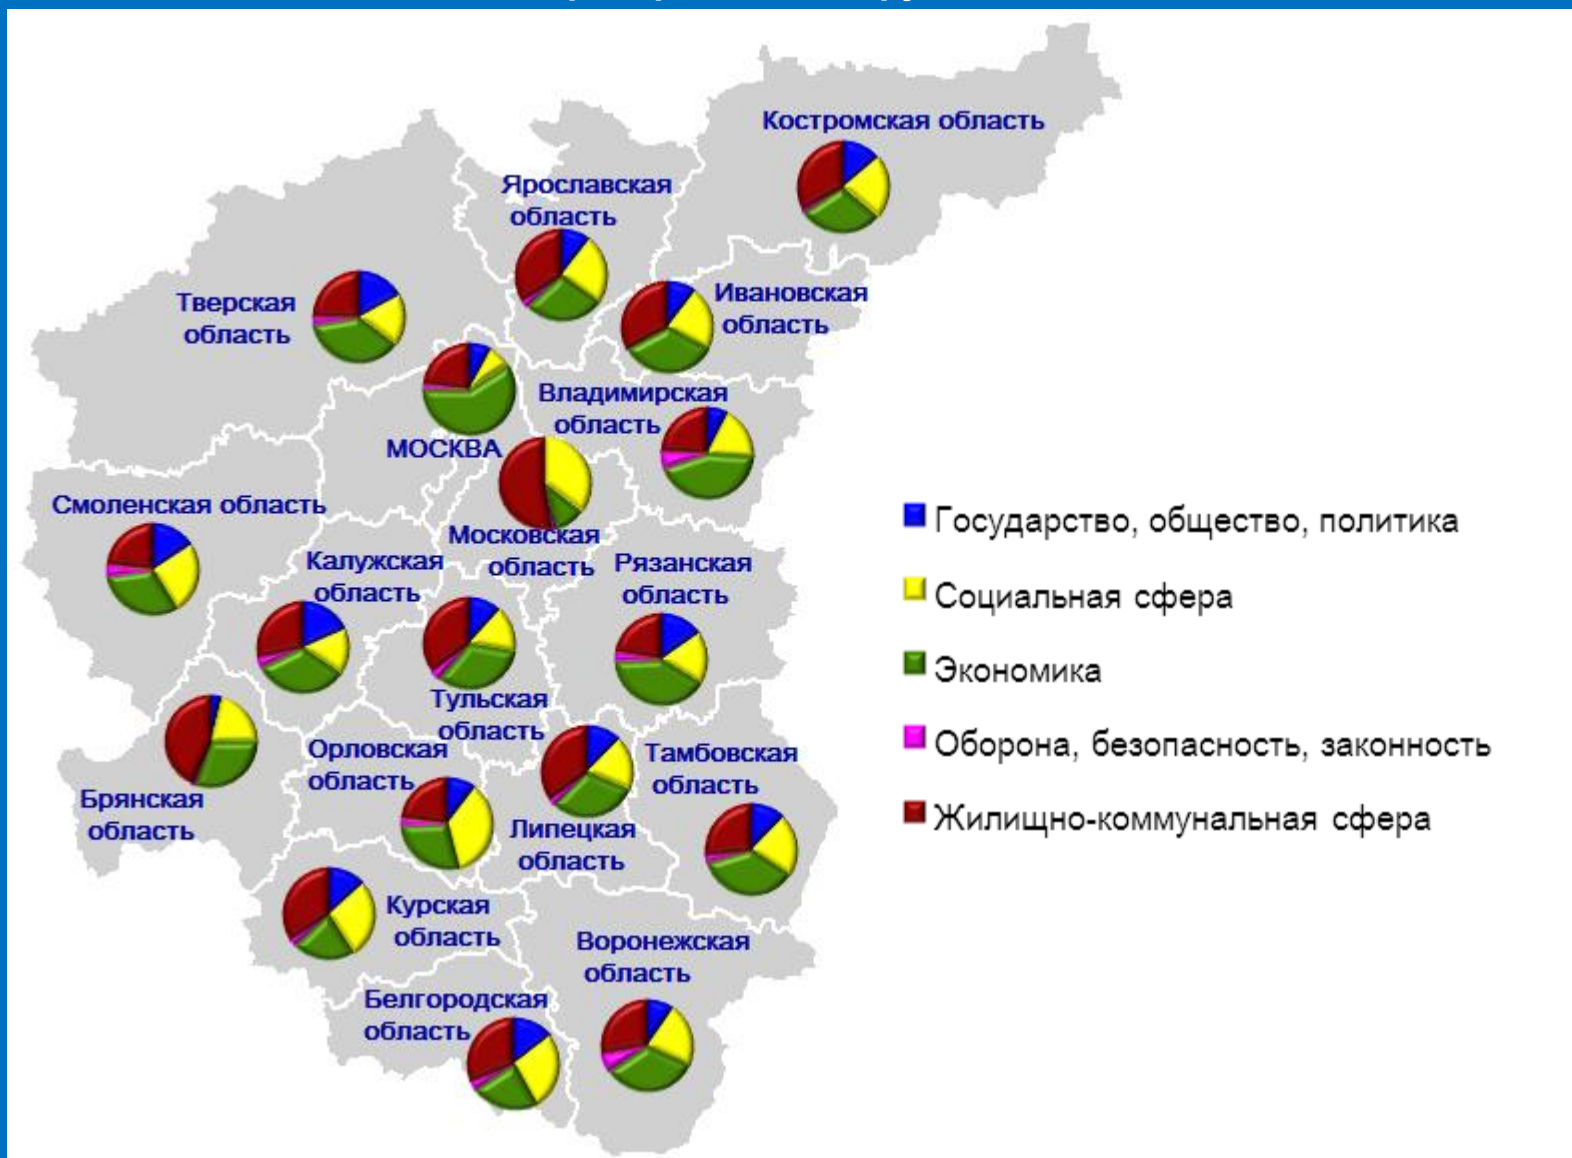 Костромская область
Ярославская
область
Ивановская
область
Тверская
область
Владимирская
область
МОСКВА
Смоленская область
Московская
область
Калужская
область
Рязанская
область
Тульская
область
Орловская
область
Тамбовская
область
Брянская
область
Липецкая
область
Курская
область
Воронежская
область
Белгородская
область
Государство, общество, политика
Социальная сфера
Экономика
Оборона, безопасность, законность
Жилищно-коммунальная сфера